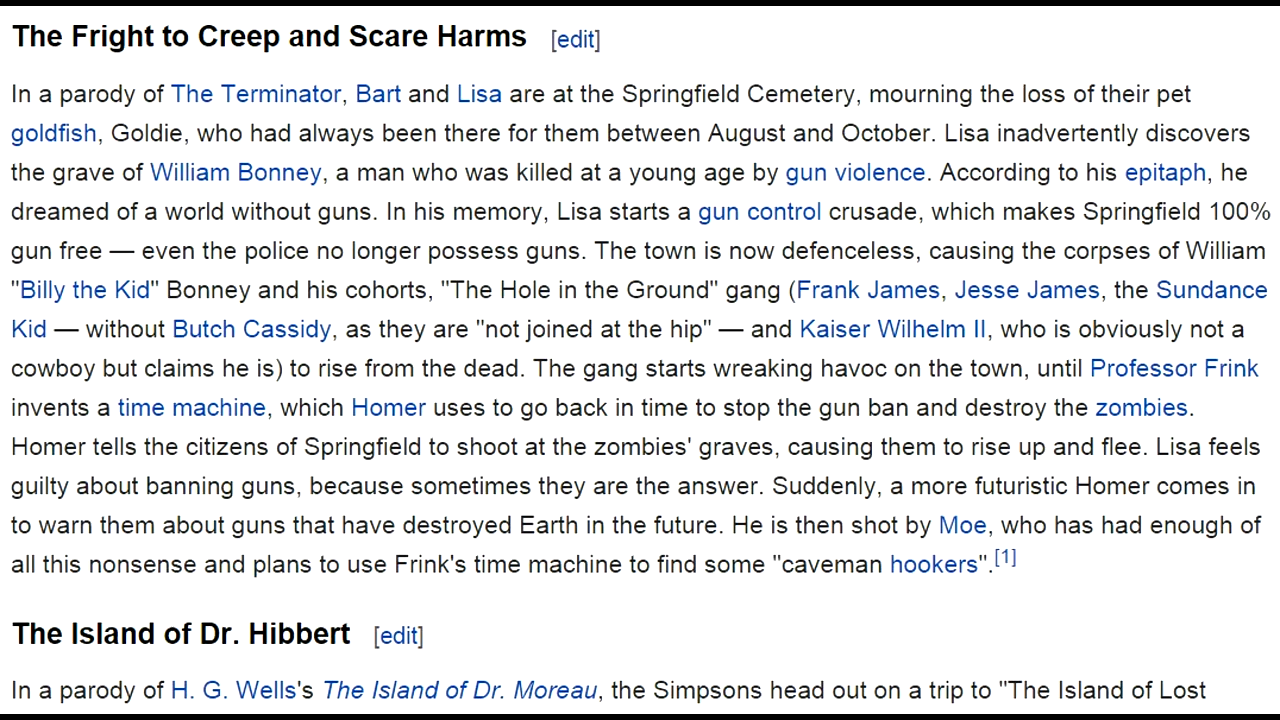 The Fright to Creep and Scare Harms [edit]
In a parody of The Terminator, Bart and Lisa are at the Springfield Cemetery, mourning the loss of their pet
goldfish, Goldie, who had always been there for them between August and October. Lisa inadvertently discovers
the grave of William Bonney, a man who was killed at a young age by gun violence. According to his epitaph, he
dreamed of a world without guns. In his memory, Lisa starts a gun control crusade, which makes Springfield 100%
gun free — even the police no longer possess guns. The town is now defenceless, causing the corpses of William
"Billy the Kid" Bonney and his cohorts, "The Hole in the Ground" gang (Frank James, Jesse James, the Sundance
Kid — without Butch Cassidy, as they are "not joined at the hip" — and Kaiser Wilhelm II, who is obviously not a
cowboy but claims he is) to rise from the dead. The gang starts wreaking havoc on the town, until Professor Frink
invents a time machine, which Homer uses to go back in time to stop the gun ban and destroy the zombies.
Homer tells the citizens of Springfield to shoot at the zombies' graves, causing them to rise up and flee. Lisa feels
guilty about banning guns, because sometimes they are the answer. Suddenly, a more futuristic Homer comes in
to warn them about guns that have destroyed Earth in the future. He is then shot by Moe, who has had enough of
all this nonsense and plans to use Frink's time machine to find some "caveman hookers".[1]
The Island of Dr. Hibbert [edit]
In a parody of H. G. Wells's The Island of Dr. Moreau, the Simpsons head out on a trip to "The Island of Lost